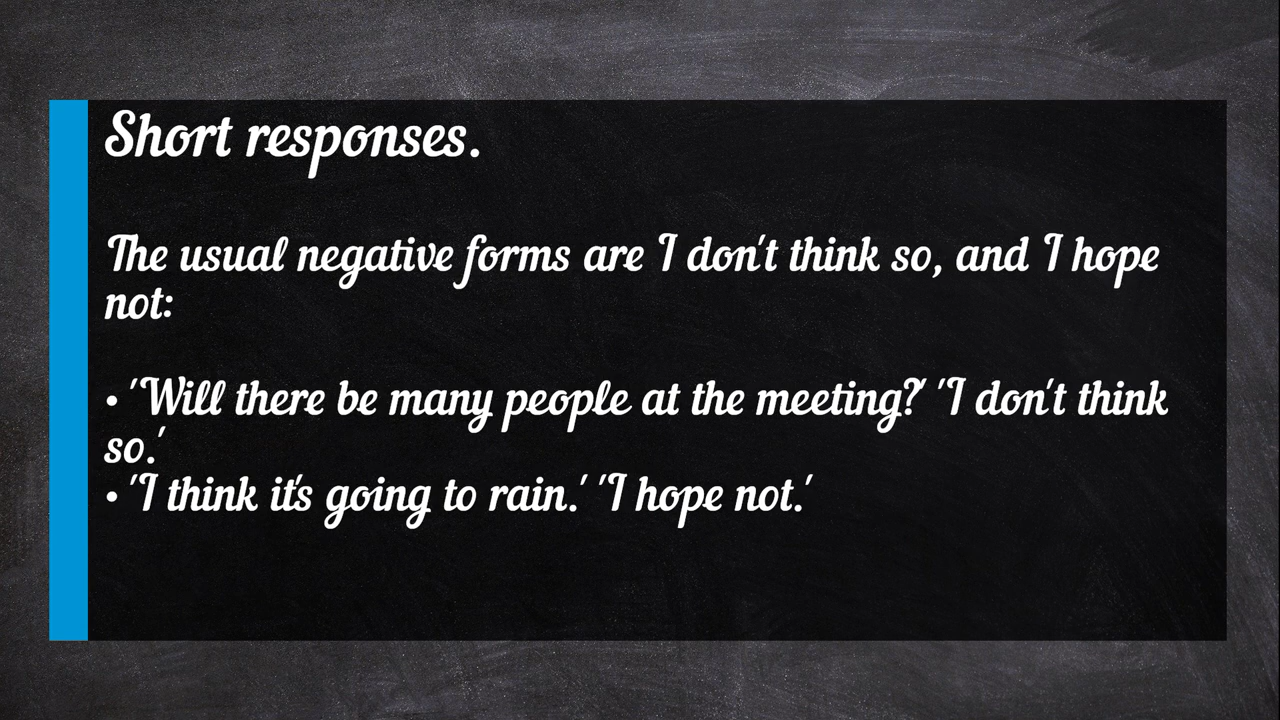 Short responses.
The usual negative forms are I don't think so, and I hope
not:
• 'Will there be many people at the meeting?' 'I don't think
so.'
• 'I think it's going to rain.' 'I hope not.'